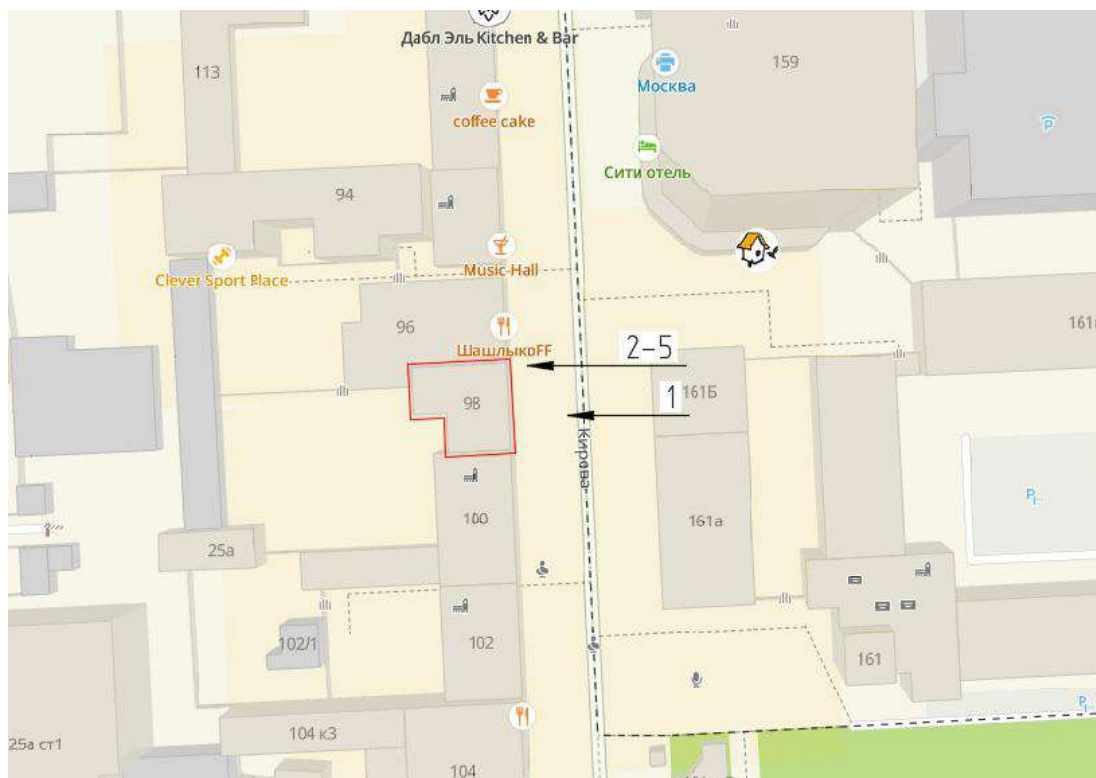 Дабл Эль Kitchen & Bar
113
159
Москва
coffee cake
Сити отель
94
Music Hall
Clever Sport Place
96
ШашлыкоFF
2-5
161Б
1
98
Кирова
100
161а
25а
102
102/1
161
104 к3
25а ст1
104